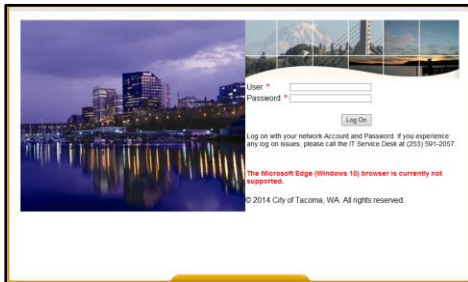 User *
Password *
Log On
Log on with your network Account and Password. If you experience
any log on issues, please call the IT Service Desk at (253) 591-2057.
The Microsoft Edge (Windows 10) browser is currently not
supported.
© 2014 City of Tacoma, WA. All rights reserved.